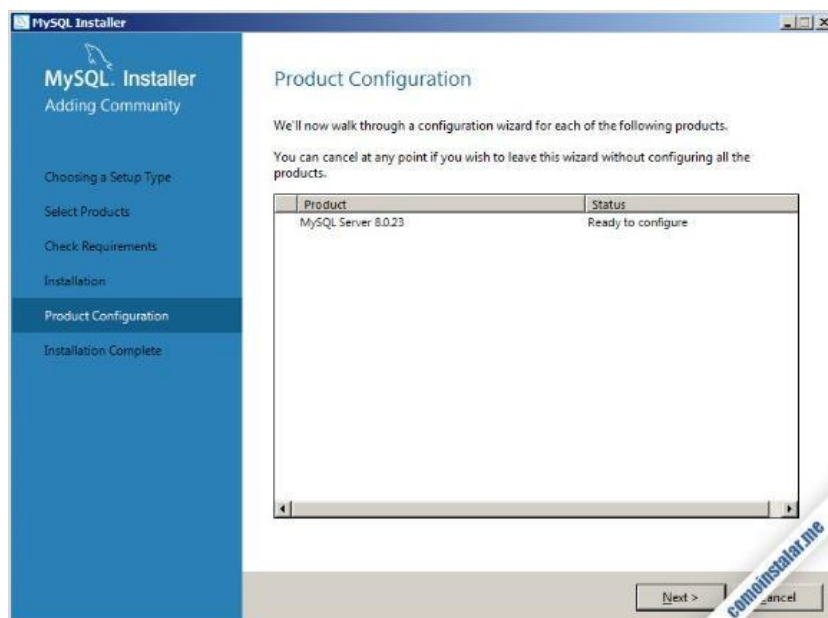 MySQL Installer
MySQL. Installer
Adding Community
Choosing a Setup Type
Select Products
Check Requirements
Installation
Product Configuration
Installation Complete
Product Configuration
We'll now walk through a configuration wizard for each of the following products.
You can cancel at any point if you wish to leave this wizard without configuring all the
products.
Product Status
MySQL Server 8.0.23 Ready to configure
Next > ancel
comoinstalar.me